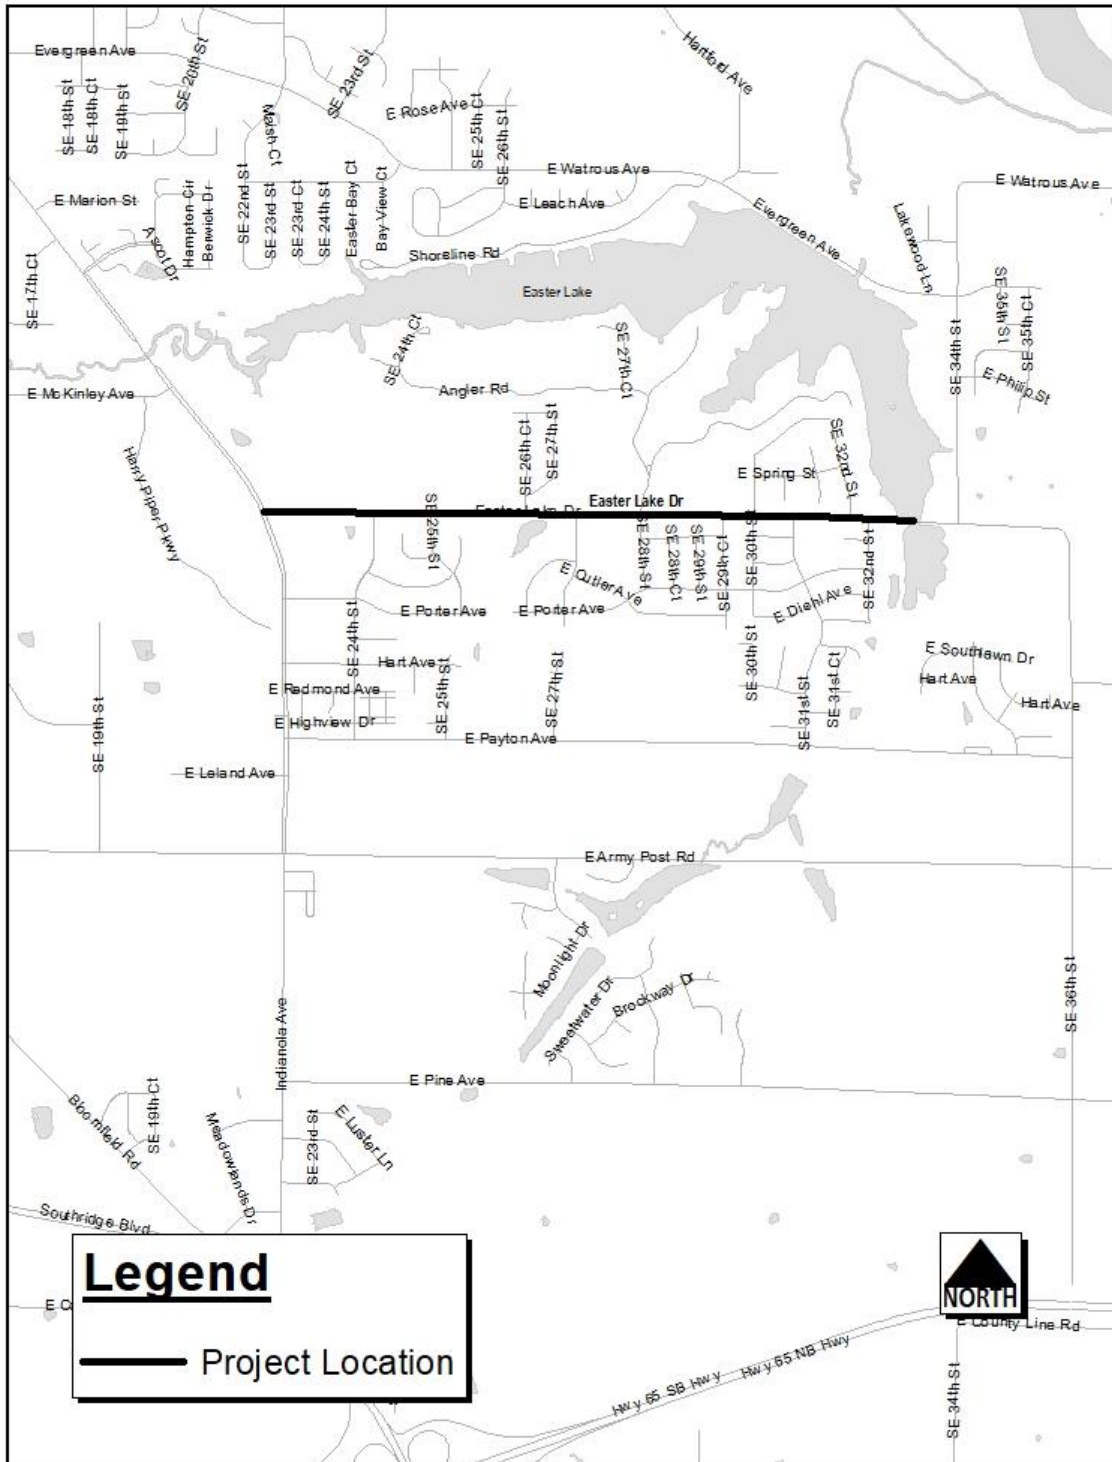 Evergreen Ave
SE 18th St
SE 18th Ct
SE 19th St
SE 20th St
SE 23rd St
Maish Ct
E Rose Ave
SE 25th Ct
SE 26th St
Hartford Ave
E Watrous Ave
E Watrous Ave
E Marion St
Ascot Dr
Hampton Cir
Berwick Dr
SE 22nd St
SE 23rd St
SE 23rd Ct
SE 24th St
Easter Bay Ct
Bay View Ct
E Leach Ave
Shoreline Rd
Evergreen Ave
Lakewood Ln
SE 17th Ct
Easter Lake
SE 35th St
SE 35th Ct
SE 34th St
SE 24th Ct
SE 27th Ct
E Philip St
E McKinley Ave
Angler Rd
Harry Piper Pkwy
SE 26th Ct
SE 27th St
SE 32nd St
E Spring St
Easter Lake Dr
Easter Lake Dr
SE 25th St
SE 28th St
SE 28th Ct
SE 29th St
SE 29th Ct
SE 30th St
SE 32nd St
E Cutler Ave
E Porter Ave
E Porter Ave
E Diehl Ave
SE 24th St
Hart Ave
SE 30th St
E Southlawn Dr
E Redmond Ave
SE 25th St
SE 27th St
SE 31st St
SE 31st Ct
Hart Ave
Hart Ave
SE 19th St
E Highview Dr
E Payton Ave
E Leland Ave
E Army Post Rd
Moonlight Dr
Sweetwater Dr
Brockway Dr
SE 36th St
Indianola Ave
E Pine Ave
Bloomfield Rd
SE 19th Ct
Meadowlands Dr
SE 23rd St
E Luster Ln
Southridge Blvd
Legend
Project Location
NORTH
E County Line Rd
Hwy 65 SB Hwy
Hwy 65 NB Hwy
SE 34th St